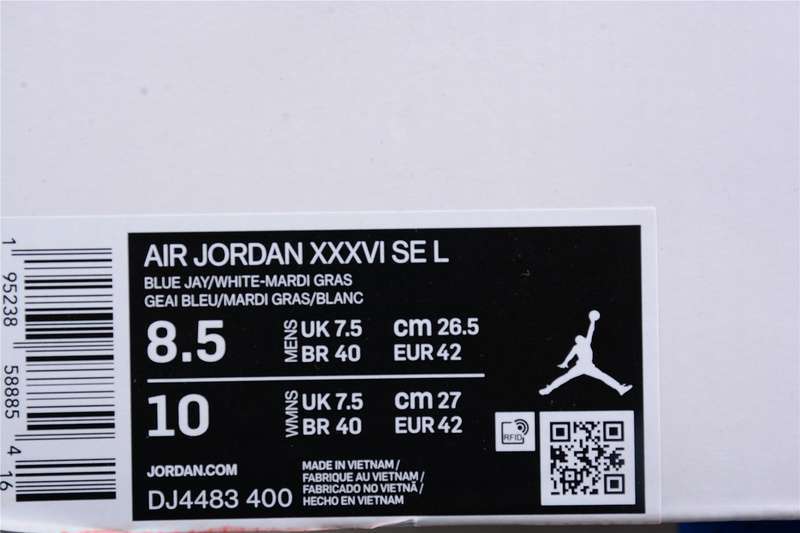 1 95238 58885 4 16
AIR JORDAN XXXVI SE L
BLUE JAY/WHITE-MARDI GRAS
GEAI BLEU/MARDI GRAS/BLANC
8.5 MENS UK 7.5 cm 26.5
BR 40 EUR 42
10 WMNS UK 7.5 cm 27
BR 40 EUR 42
RFID
JORDAN.COM
DJ4483 400
MADE IN VIETNAM /
FABRIQUE AU VIETNAM /
FABRICADO NO VIETNÃ /
HECHO EN VIETNAM